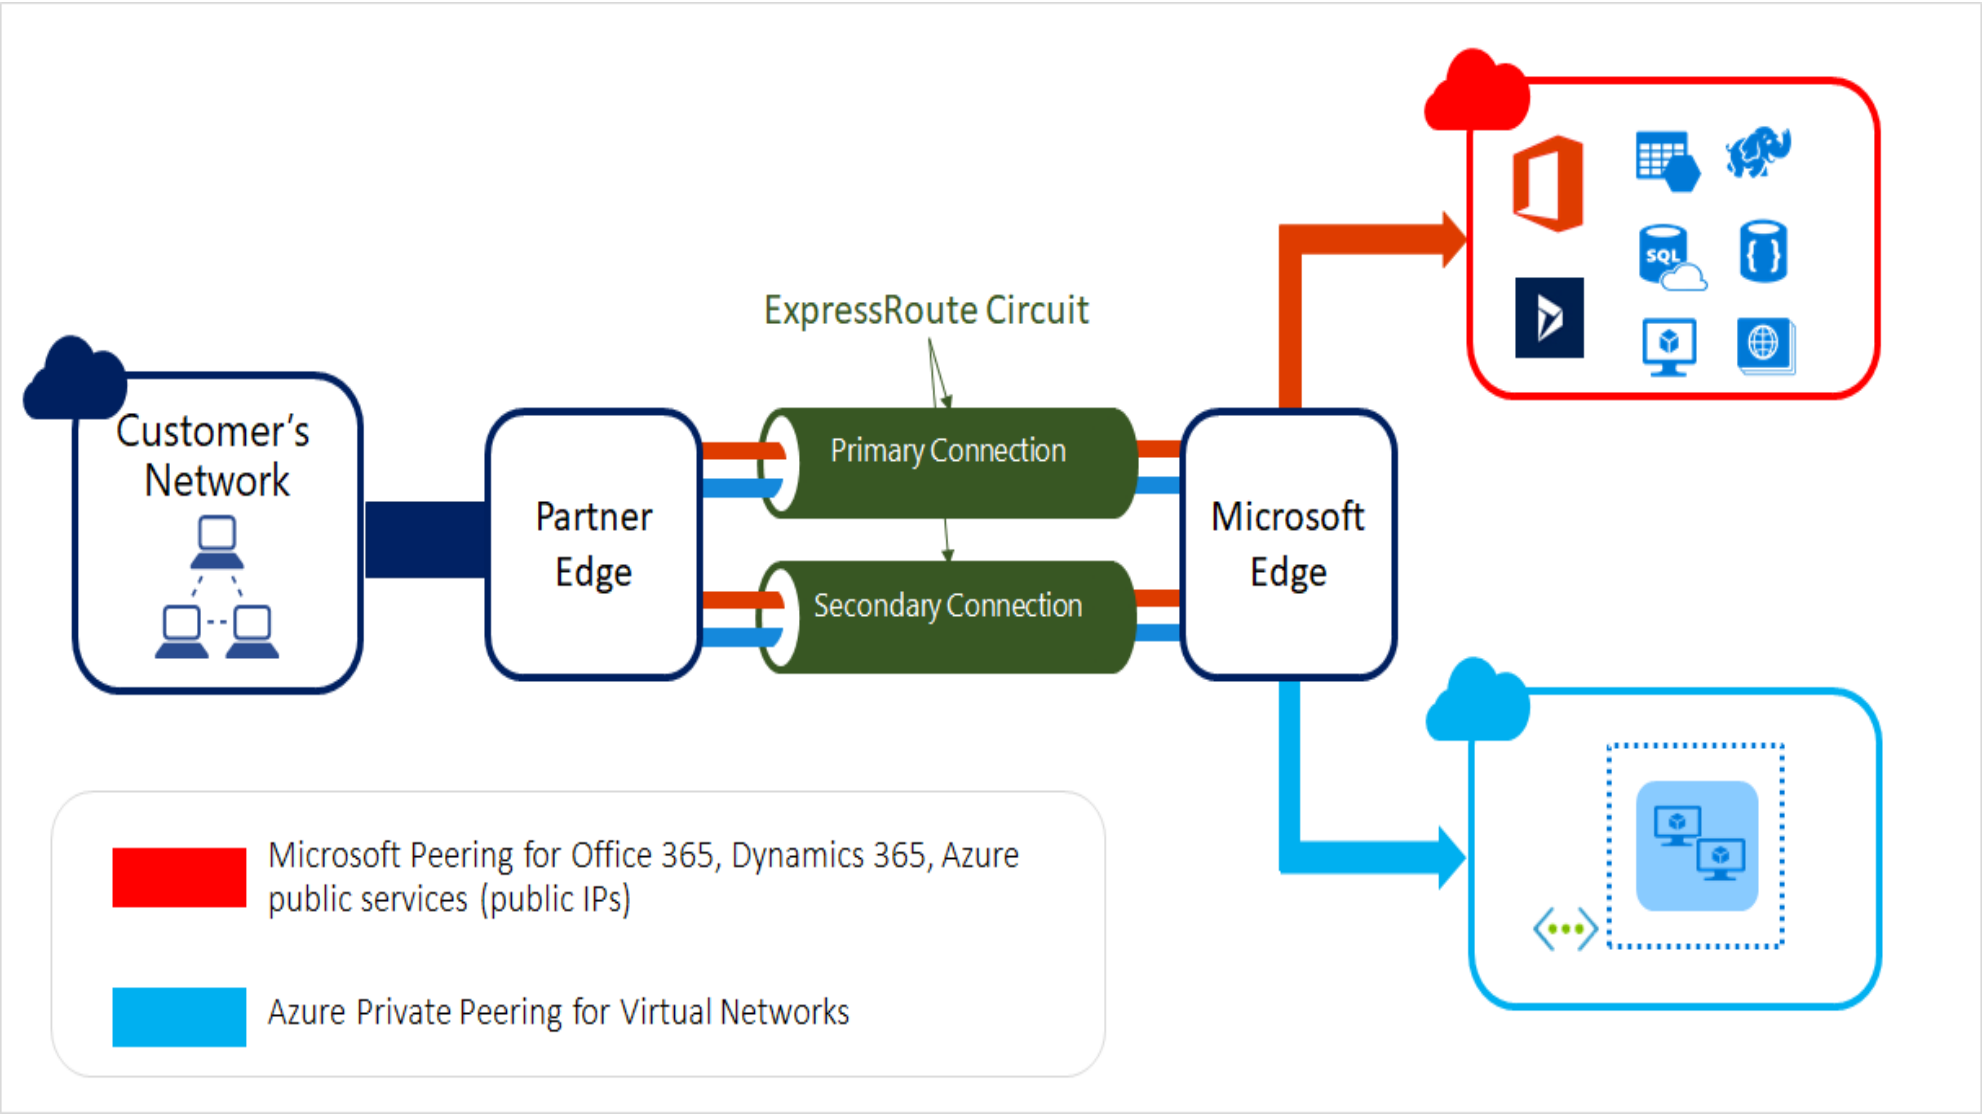 ExpressRoute Circuit
Customer's
Network
Partner
Edge
Primary Connection
Secondary Connection
Microsoft
Edge
SQL
Microsoft Peering for Office 365, Dynamics 365, Azure
public services (public IPs)
Azure Private Peering for Virtual Networks